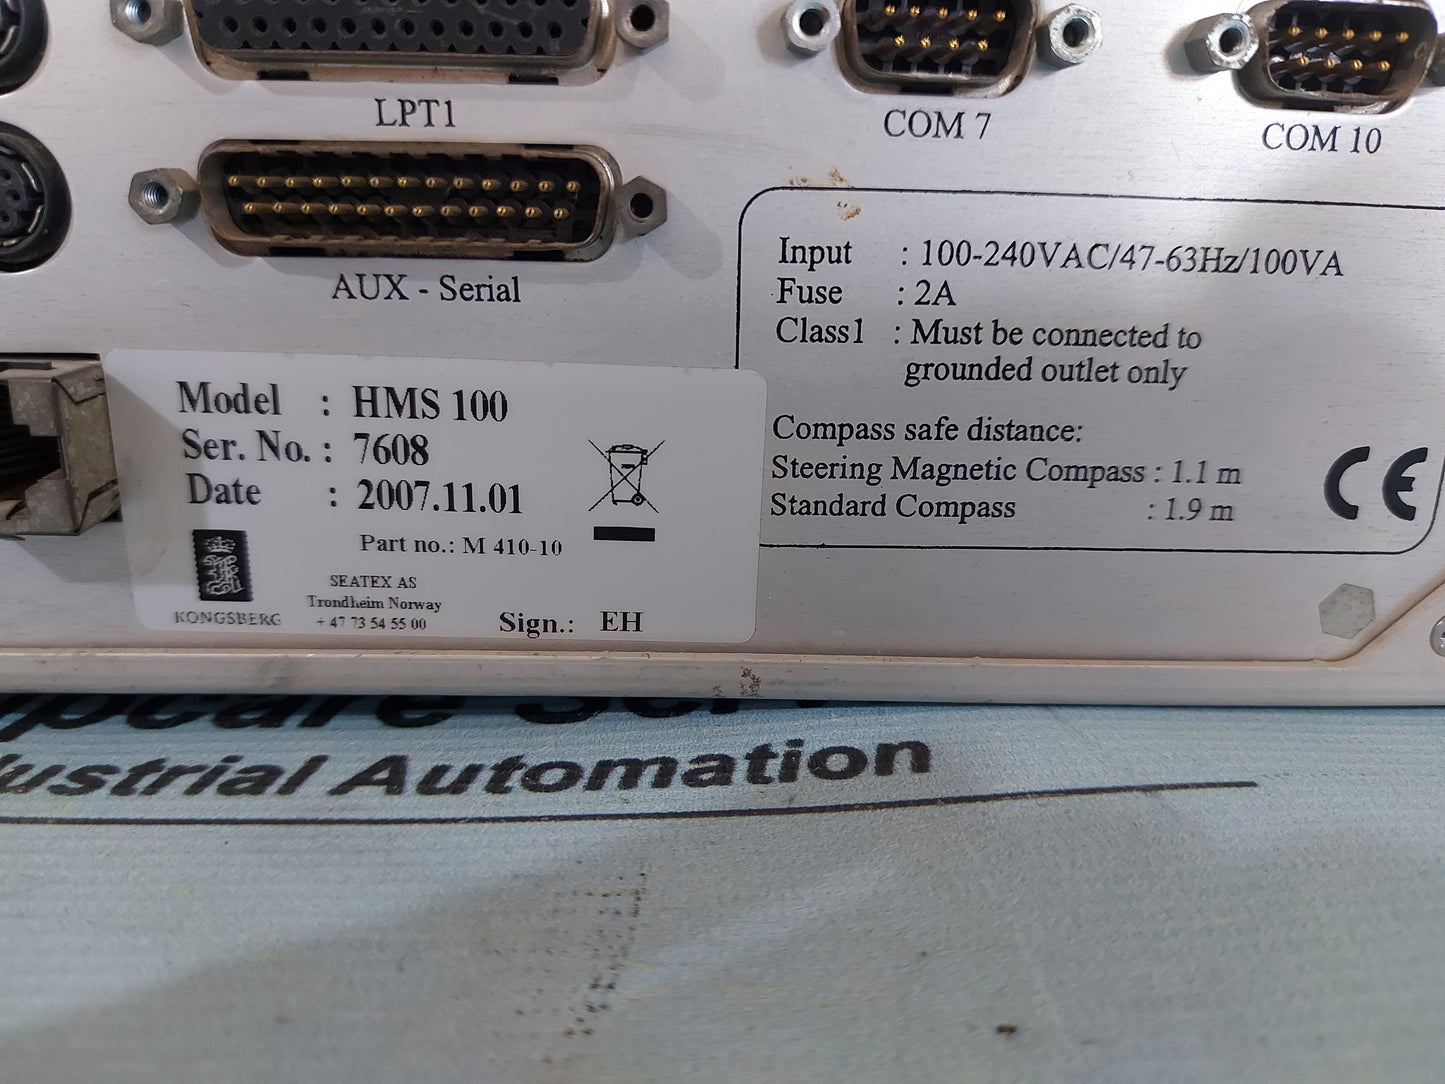 LPT1
COM 7
COM 10
AUX - Serial
Input : 100-240VAC/47-63Hz/100VA
Fuse : 2A
Class1 : Must be connected to
grounded outlet only
Compass safe distance:
Steering Magnetic Compass : 1.1 m
Standard Compass : 1.9 m
CE
Model : HMS 100
Ser. No. : 7608
Date : 2007.11.01
Part no.: M 410-10
KONGSBERG
SEATEX AS
Trondheim Norway
+ 47 73 54 55 00
Sign.: EH
Automation